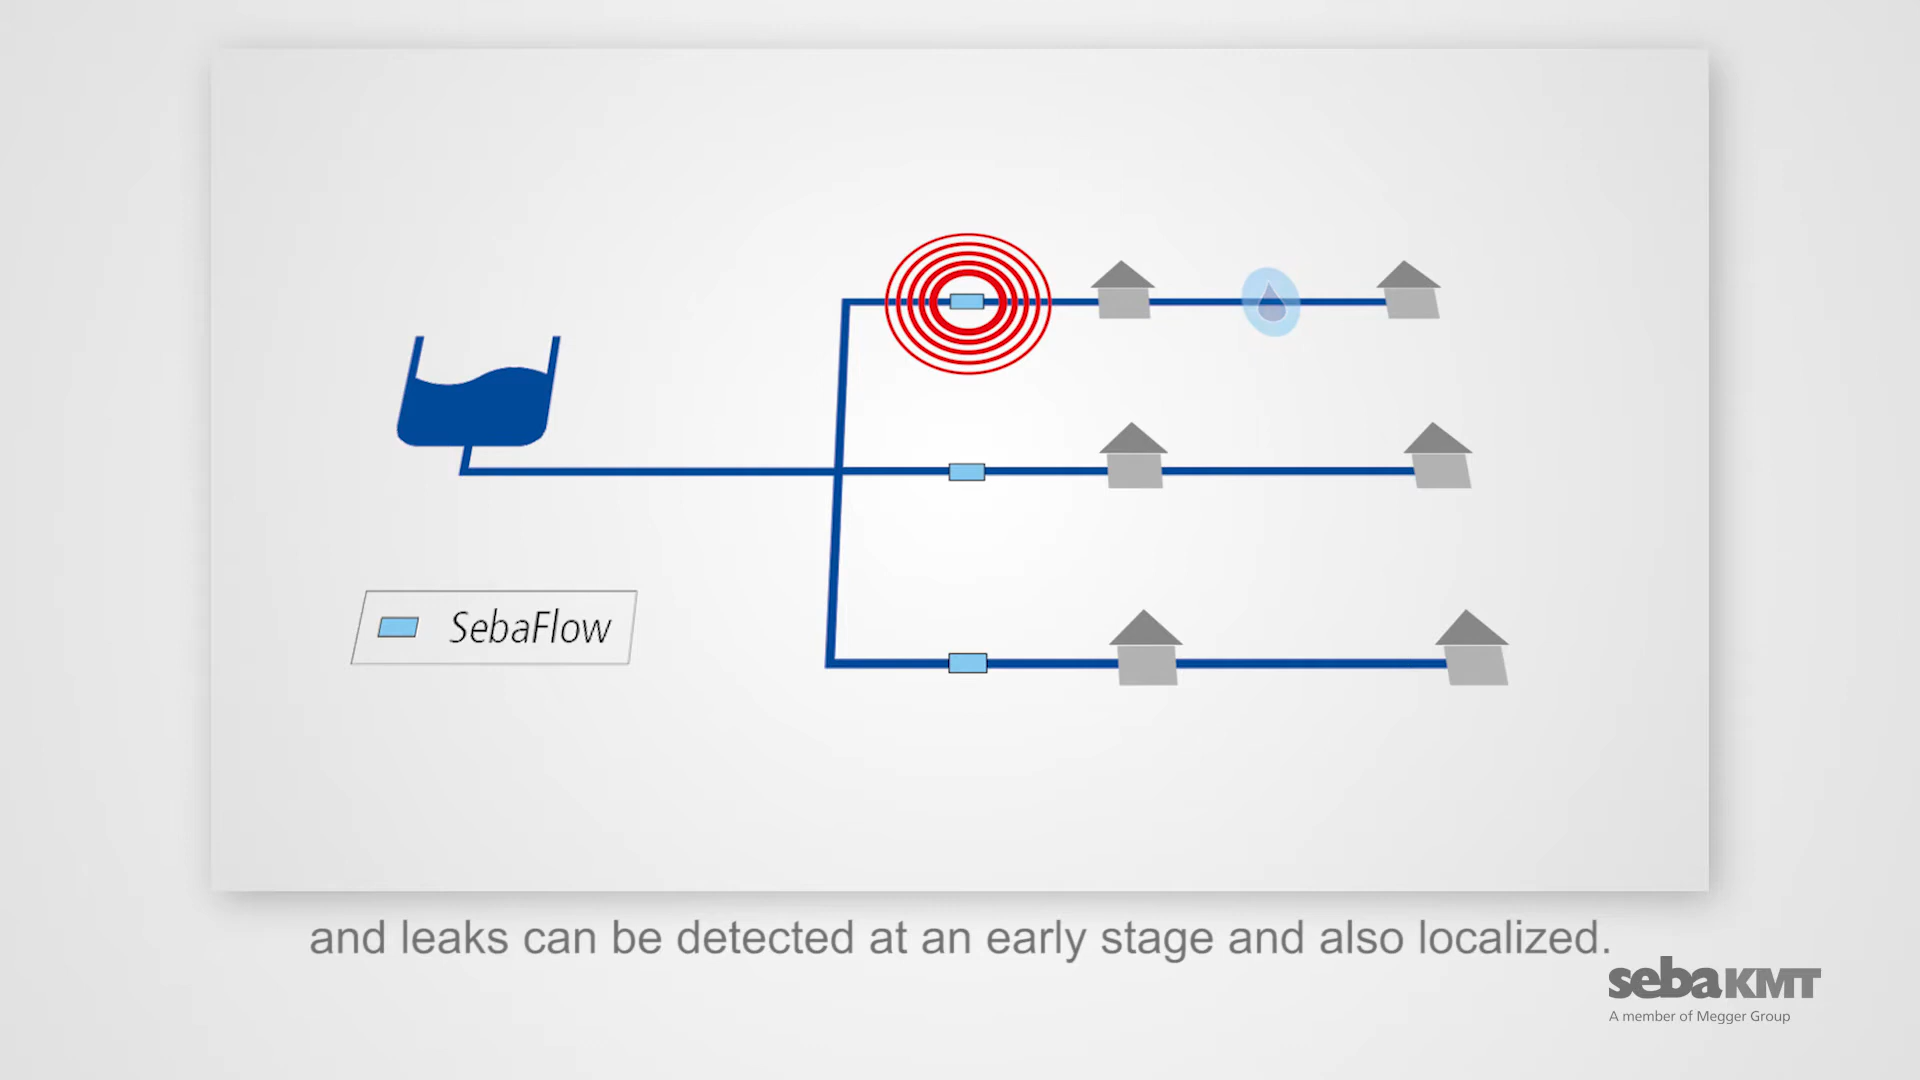 SebaFlow
and leaks can be detected at an early stage and also localized.
sebaKMT
A member of Megger Group